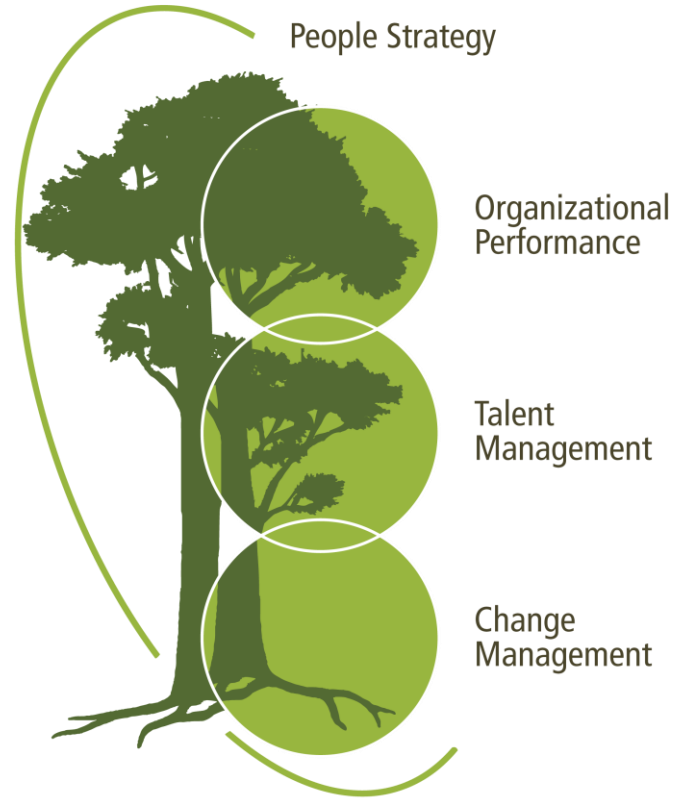 People Strategy
Organizational
Performance
Talent
Management
Change
Management